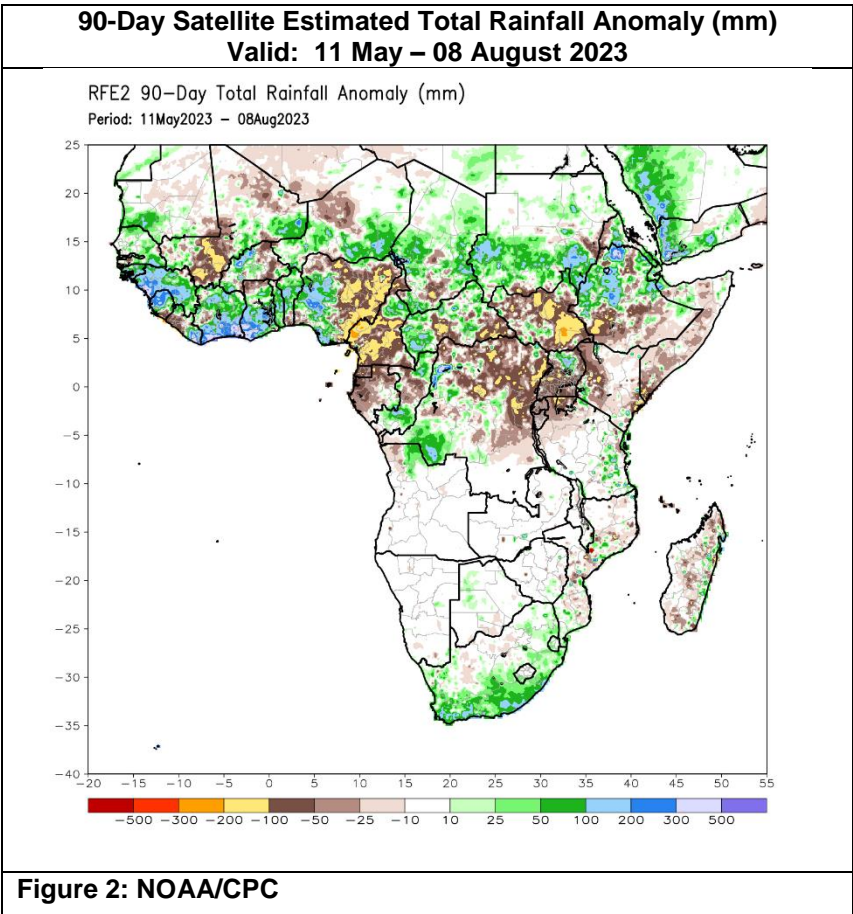 90-Day Satellite Estimated Total Rainfall Anomaly (mm)
Valid: 11 May – 08 August 2023
RFE2 90-Day Total Rainfall Anomaly (mm)
Period: 11May2023 – 08Aug2023
25
20
15
10
5
0
-5
-10
-15
-20
-25
-30
-35
-40
-20 -15 -10 -5 0 5 10 15 20 25 30 35 40 45 50 55
-500 -300 -200 -100 -50 -25 -10 10 25 50 100 200 300 500
Figure 2: NOAA/CPC